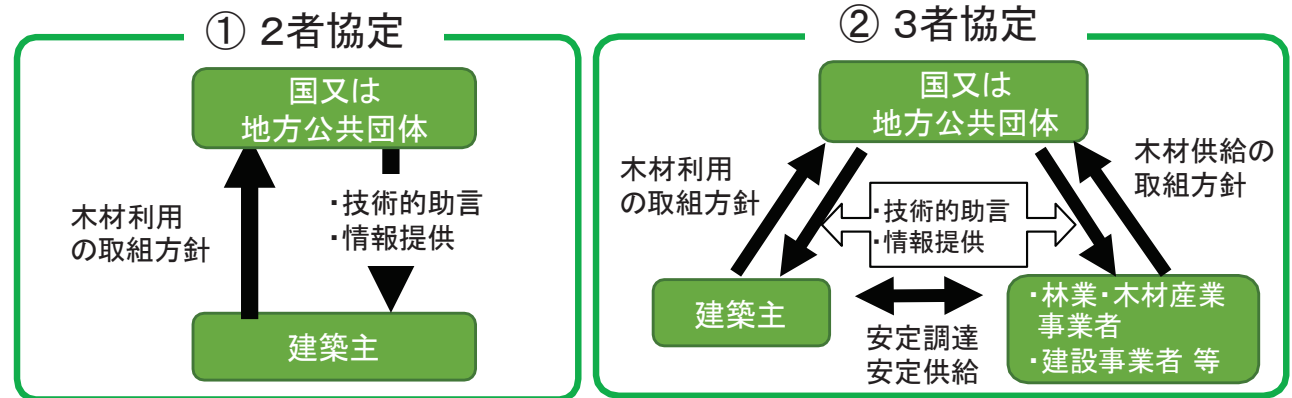 ① 2者協定
国又は
地方公共団体
木材利用
の取組方針
・技術的助言
・情報提供
建築主
② 3者協定
国又は
地方公共団体
木材利用
の取組方針
木材供給の
取組方針
・技術的助言
・情報提供
建築主
安定調達
安定供給
・林業・木材産業
事業者
・建設事業者 等